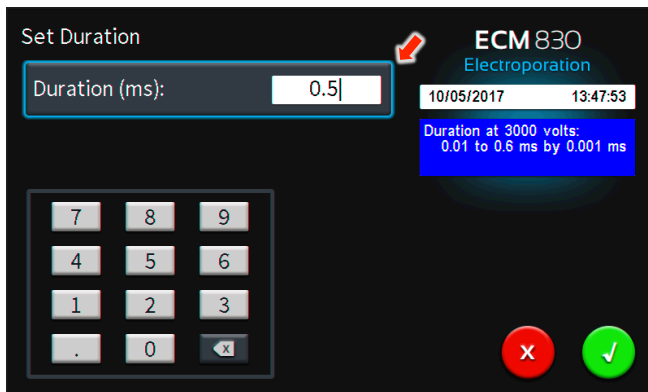 Set Duration
Duration (ms):
0.5
ECM 830
Electroporation
10/05/2017 13:47:53
Duration at 3000 volts:
0.01 to 0.6 ms by 0.001 ms
7 8 9
4 5 6
1 2 3
. 0 x
x √